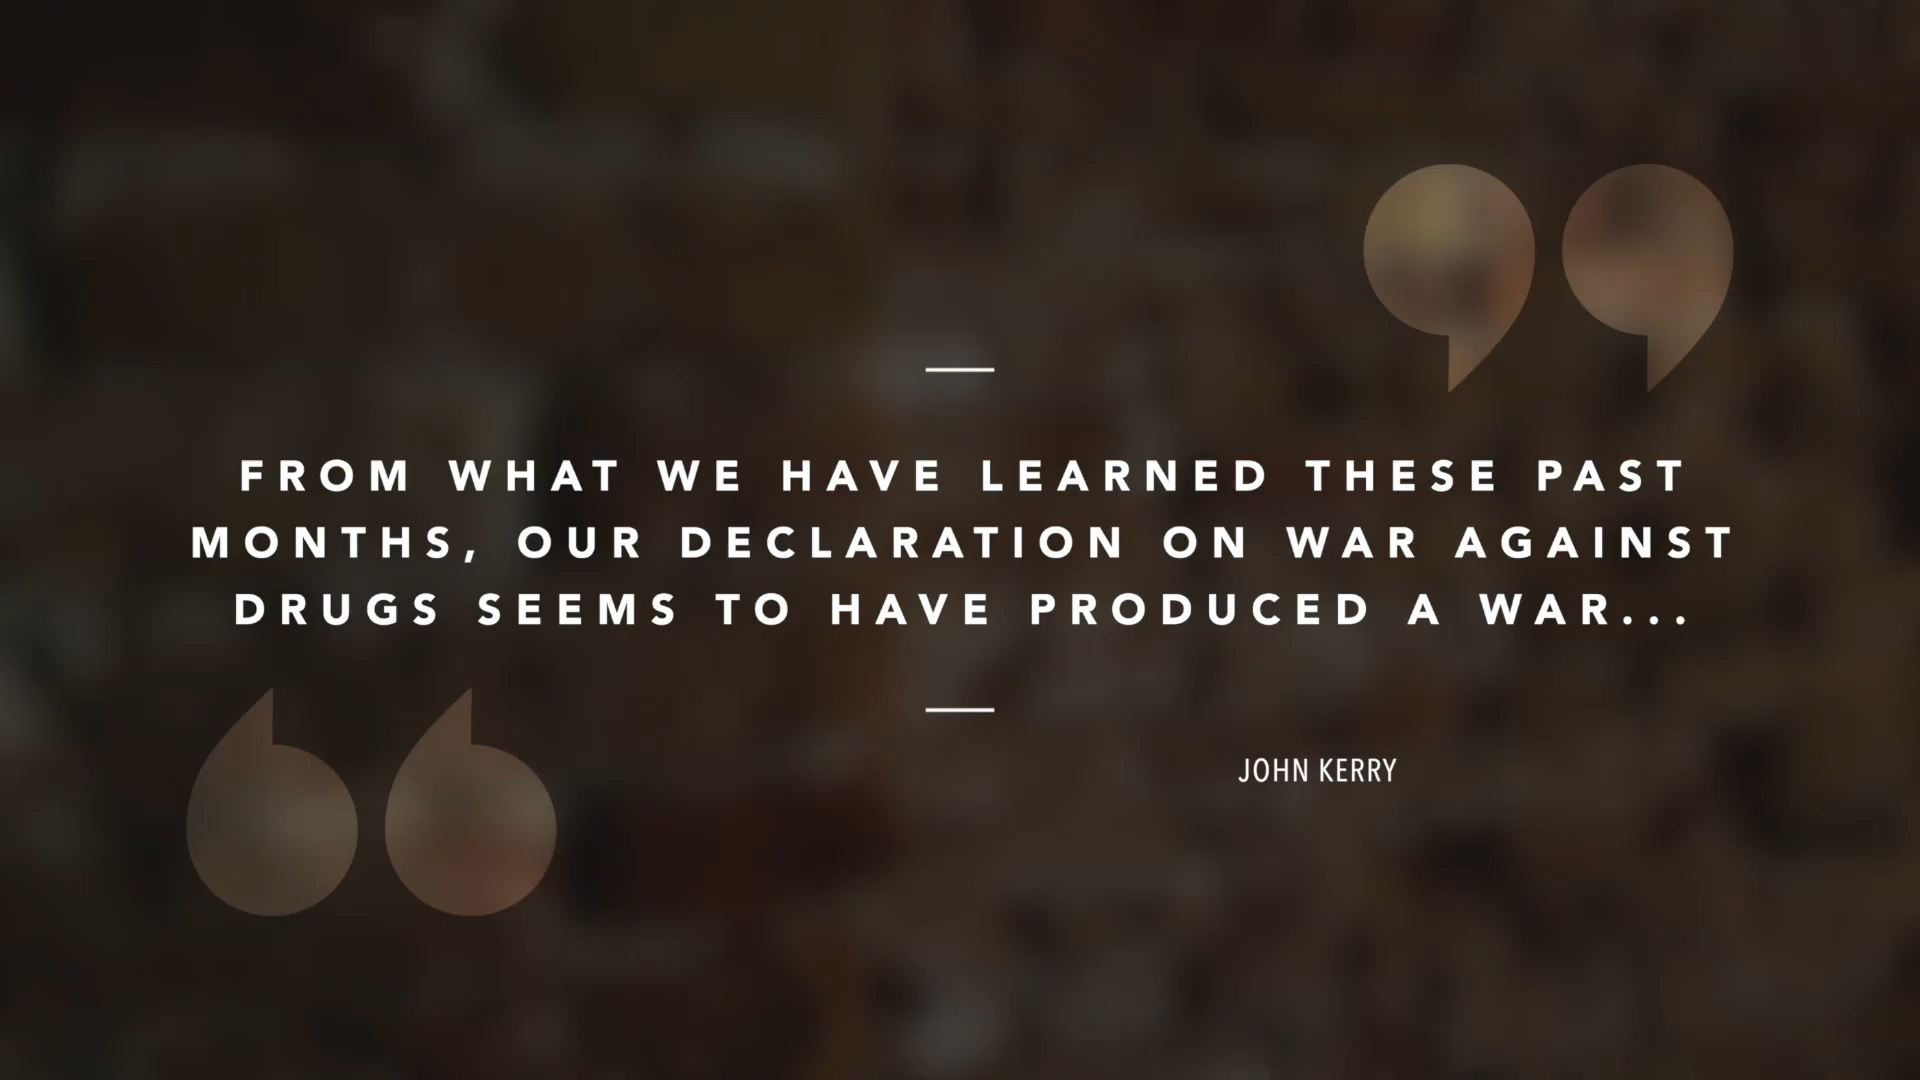 FROM WHAT WE HAVE LEARNED THESE PAST
MONTHS, OUR DECLARATION ON WAR AGAINST
DRUGS SEEMS TO HAVE PRODUCED A WAR...
JOHN KERRY